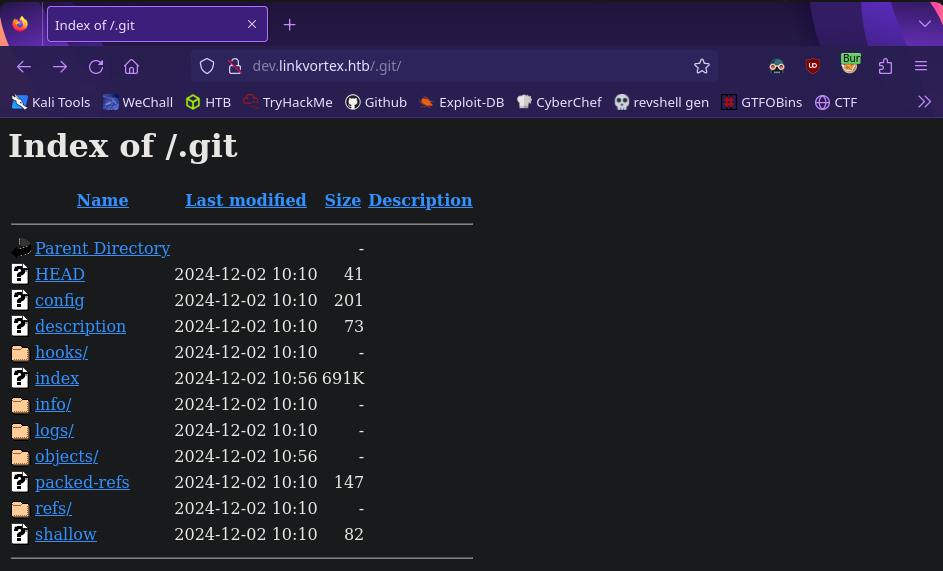 Index of /.git
dev.linkvortex.htb/.git/
Bur
Kali Tools WeChall HTB TryHackMe Github Exploit-DB CyberChef revshell gen GTFOBins CTF
Index of /.git
Name Last modified Size Description
Parent Directory -
HEAD 2024-12-02 10:10 41
config 2024-12-02 10:10 201
description 2024-12-02 10:10 73
hooks/ 2024-12-02 10:10 -
index 2024-12-02 10:56 691K
info/ 2024-12-02 10:10 -
logs/ 2024-12-02 10:10 -
objects/ 2024-12-02 10:56 -
packed-refs 2024-12-02 10:10 147
refs/ 2024-12-02 10:10 -
shallow 2024-12-02 10:10 82